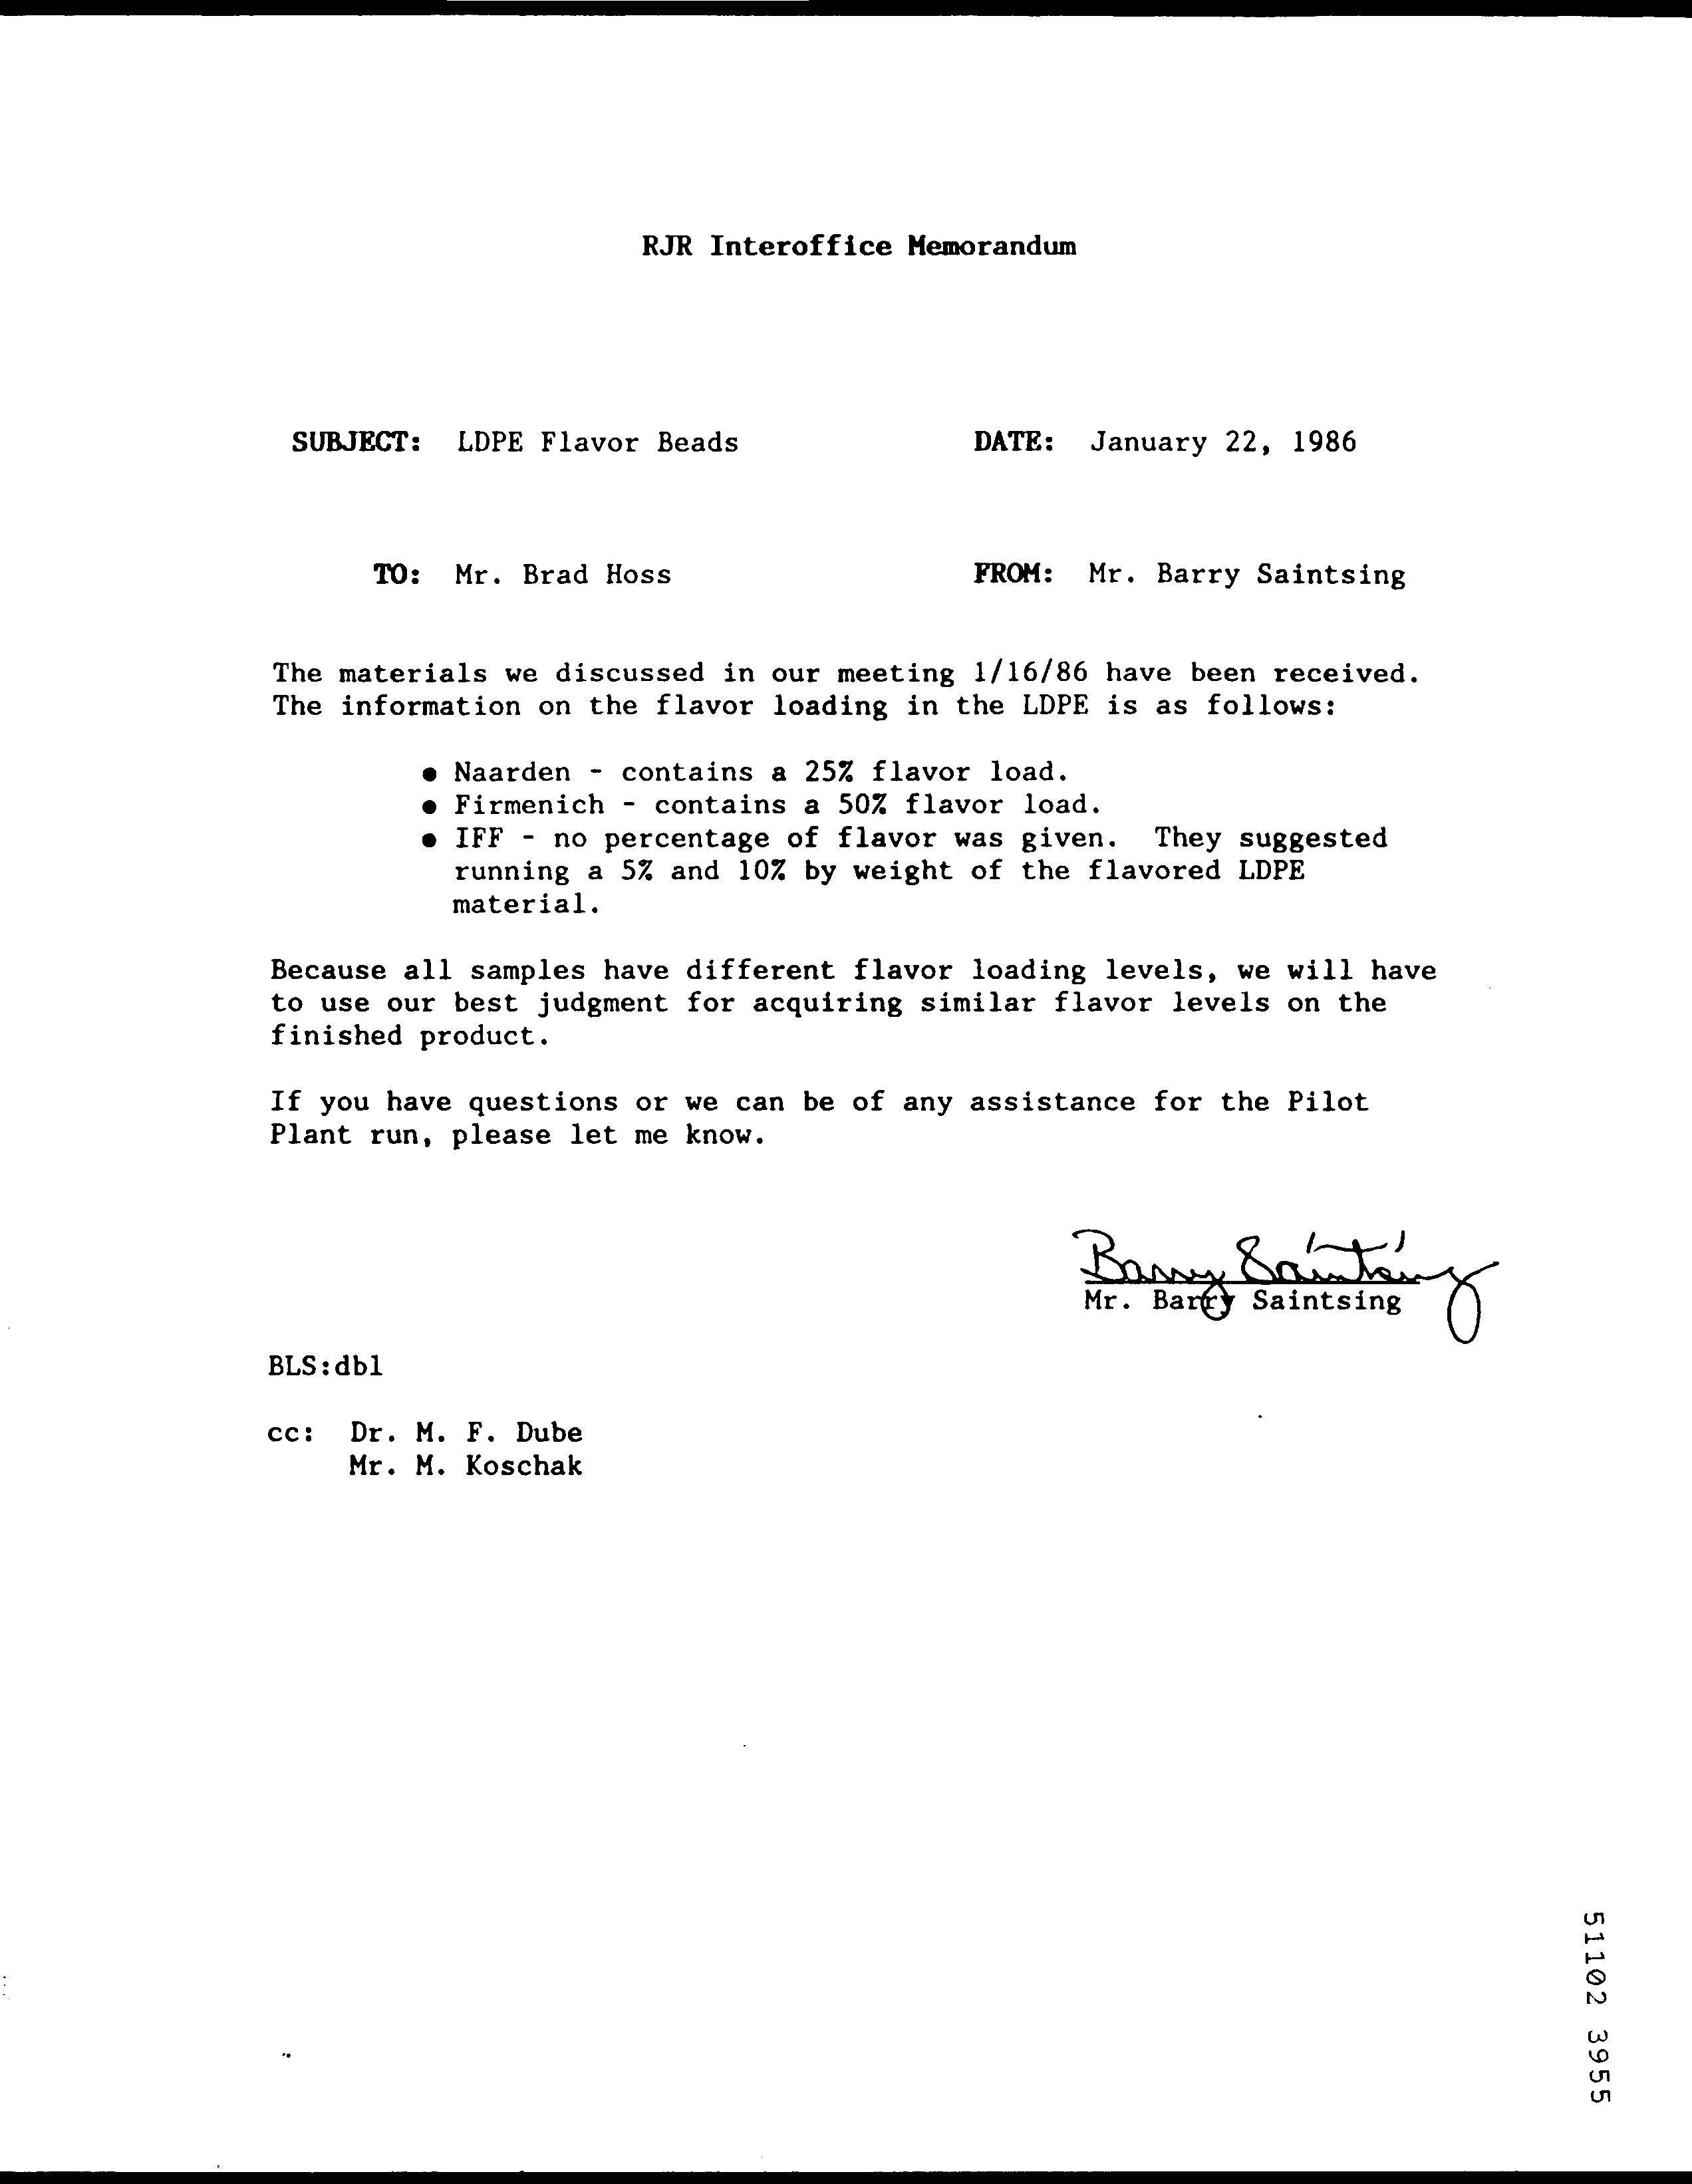 RJR Interoffice Memorandum
SUBJECT: LDPE Flavor Beads DATE: January 22, 1986
TO: Mr. Brad Hoss FROM: Mr. Barry Saintsing
The materials we discussed in our meeting 1/16/86 have been received.
The information on the flavor loading in the LDPE is as follows:
● Naarden - contains a 25% flavor load.
● Firmenich - contains a 50% flavor load.
● IFF - no percentage of flavor was given. They suggested
running a 5% and 10% by weight of the flavored LDPE
material.
Because all samples have different flavor loading levels, we will have
to use our best judgment for acquiring similar flavor levels on the
finished product.
If you have questions or we can be of any assistance for the Pilot
Plant run, please let me know.
Barry Saintsing
Mr. Barry Saintsing
BLS:dbl
cc: Dr. M. F. Dube
Mr. M. Koschak
51102 3955